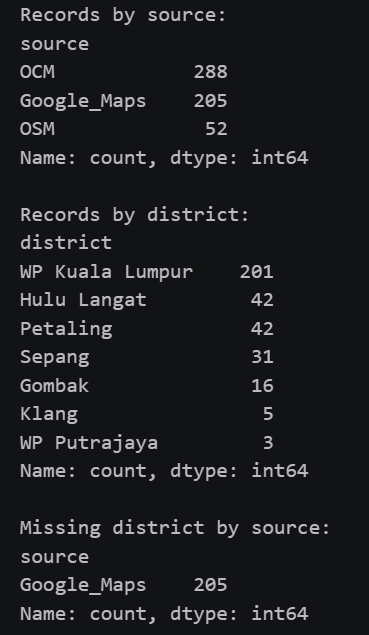 Records by source:
source
OCM            288
Google_Maps    205
OSM             52
Name: count, dtype: int64

Records by district:
district
WP Kuala Lumpur    201
Hulu Langat         42
Petaling            42
Sepang              31
Gombak              16
Klang                5
WP Putrajaya         3
Name: count, dtype: int64

Missing district by source:
source
Google_Maps    205
Name: count, dtype: int64